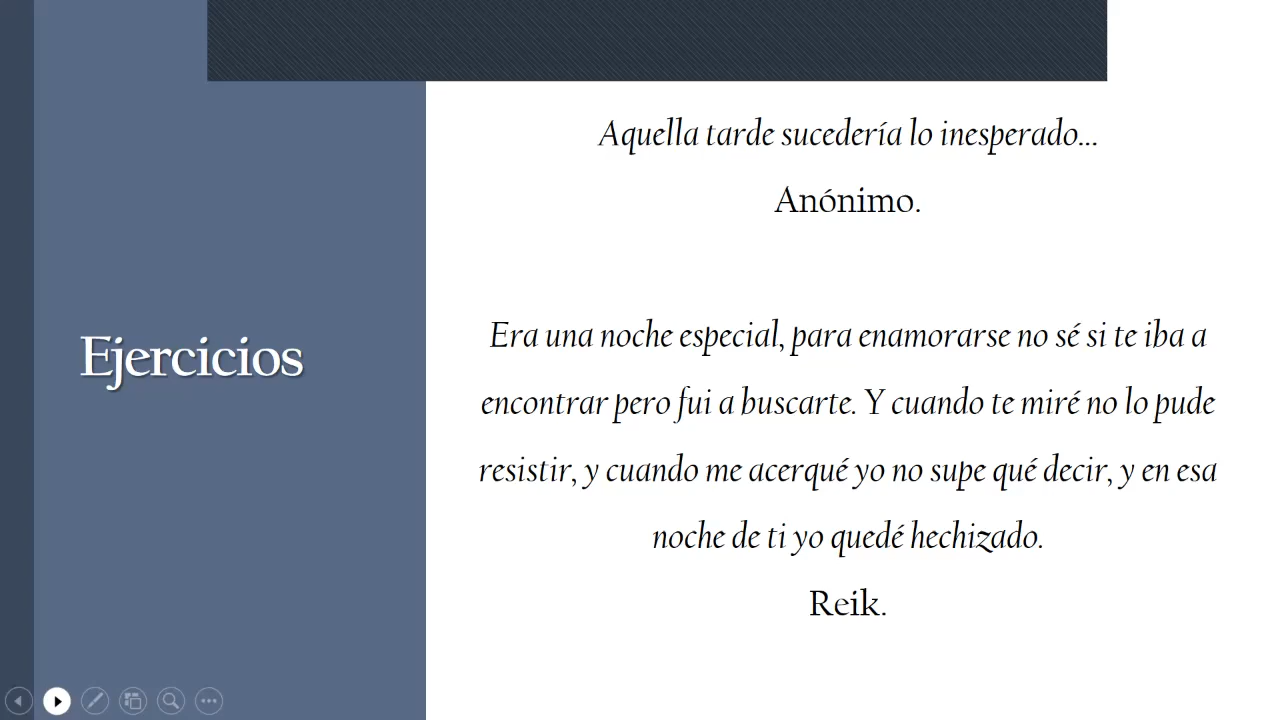 Aquella tarde sucedería lo inesperado...
Anónimo.
Ejercicios
Era una noche especial, para enamorarse no sé si te iba a
encontrar pero fui a buscarte. Y cuando te miré no lo pude
resistir, y cuando me acerqué yo no supe qué decir, y en esa
noche de ti yo quedé hechizado.
Reik.